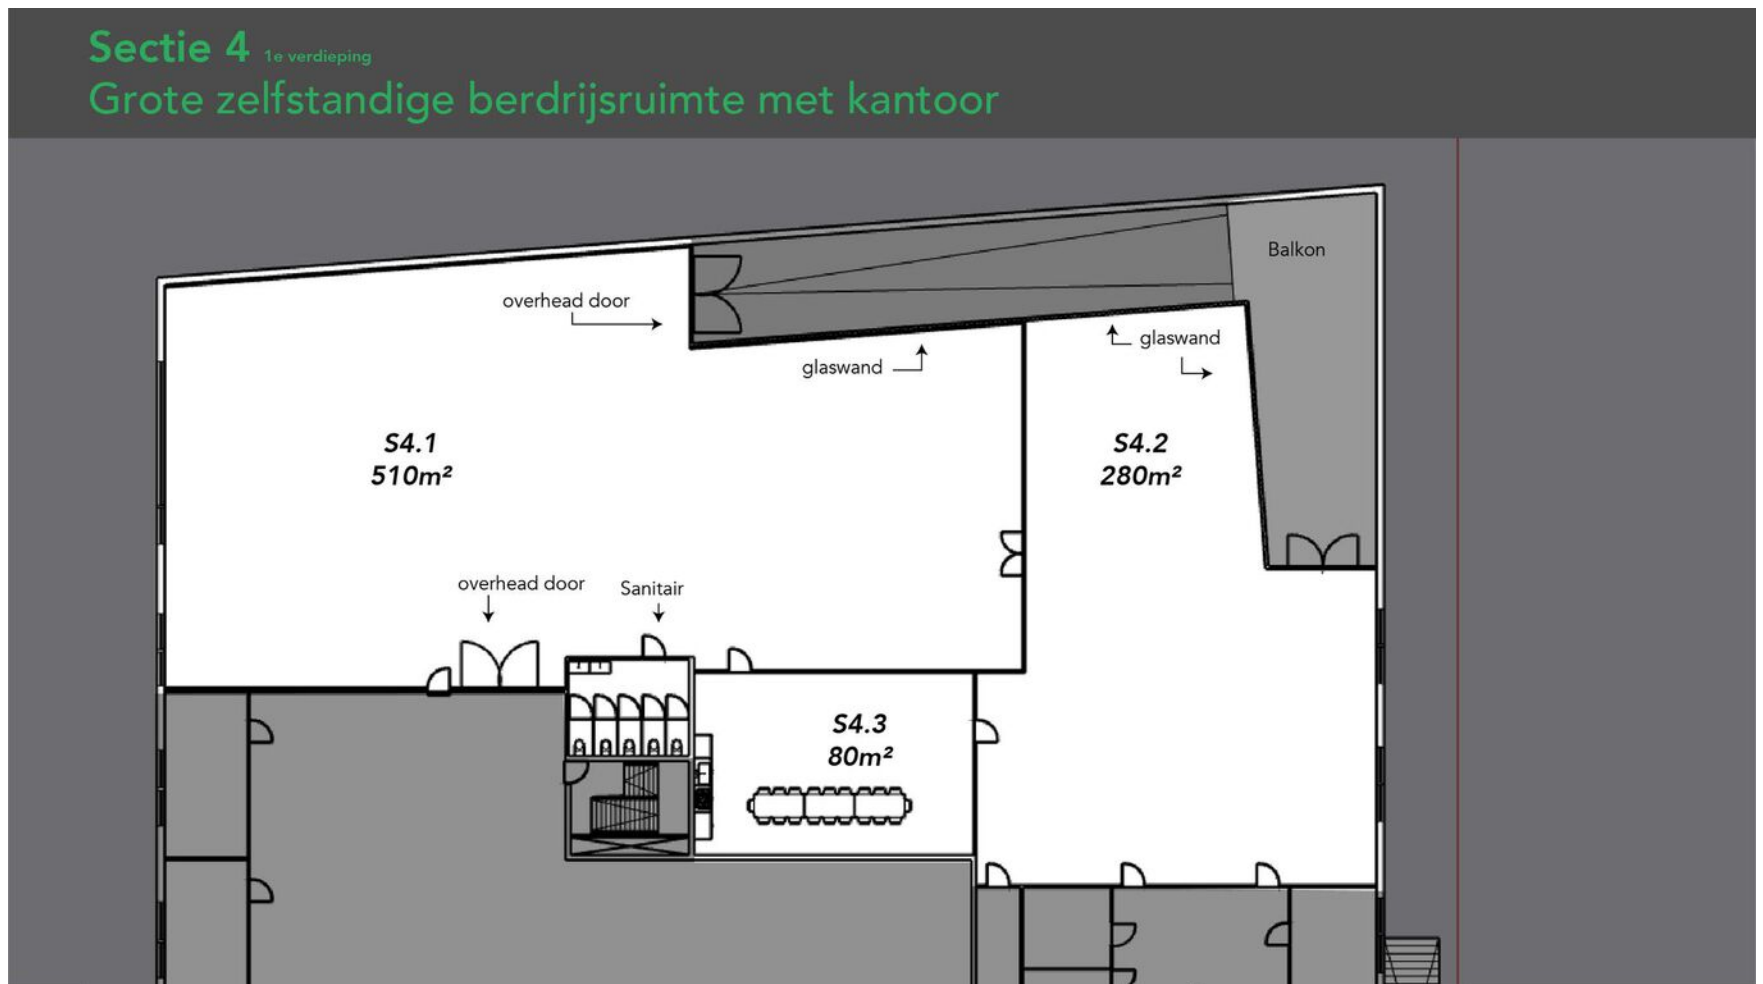 Sectie 4 1e verdieping
Grote zelfstandige berdrijsruimte met kantoor
Balkon
overhead door
glaswand
glaswand
S4.1
510m²
S4.2
280m²
overhead door
Sanitair
S4.3
80m²